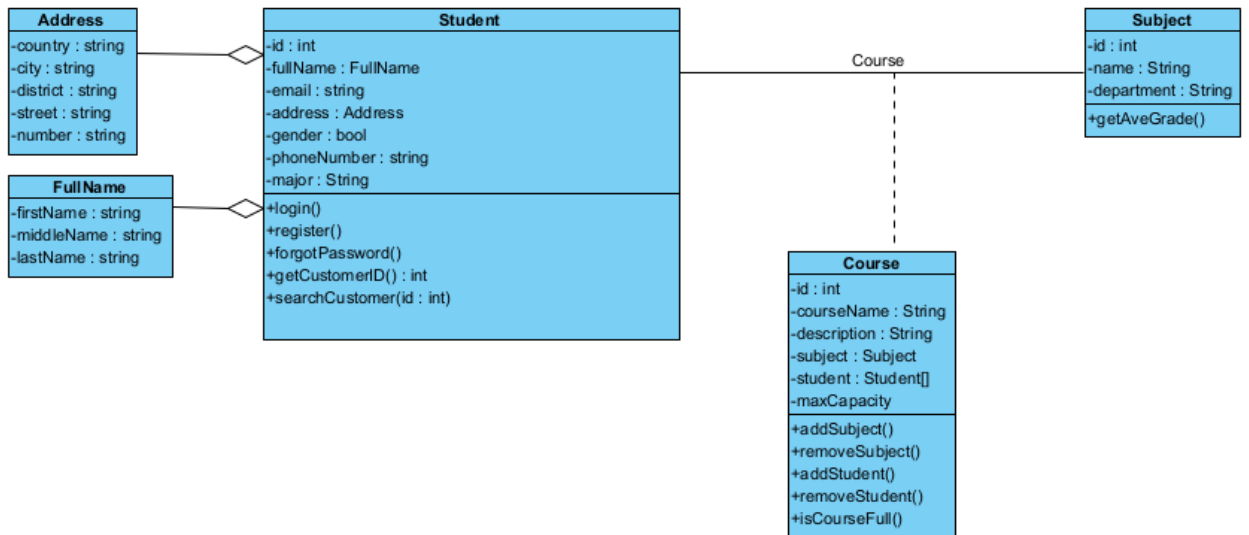 Address
-country : string
-city : string
-district : string
-street : string
-number : string
FullName
-firstName : string
-middleName : string
-lastName : string
Student
-id : int
-fullName : FullName
-email : string
-address : Address
-gender : bool
-phoneNumber : string
-major : String
+login()
+register()
+forgotPassword()
+getCustomerID() : int
+searchCustomer(id : int)
Course
Subject
-id : int
-name : String
-department : String
+getAveGrade()
Course
-id : int
-courseName : String
-description : String
-subject : Subject
-student : Student[]
-maxCapacity
+addSubject()
+removeSubject()
+addStudent()
+removeStudent()
+isCourseFull()